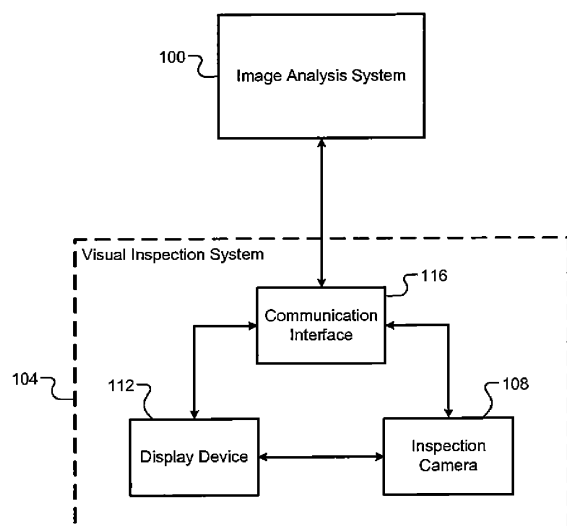 100
Image Analysis System
Visual Inspection System
116
Communication
Interface
104
112
108
Display Device
Inspection
Camera